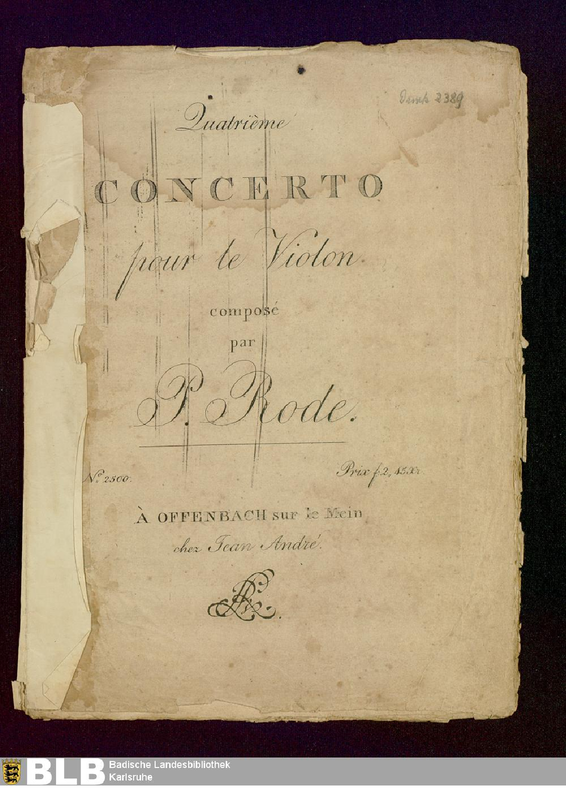 Quatrième
CONCERTO
pour le Violon.
composé
par
P. Rode.
N.º 2500.
Prix f. 2, 45 Xr
À OFFENBACH sur le Mein
chez Jean André.
BLB Badische Landesbibliothek
Karlsruhe